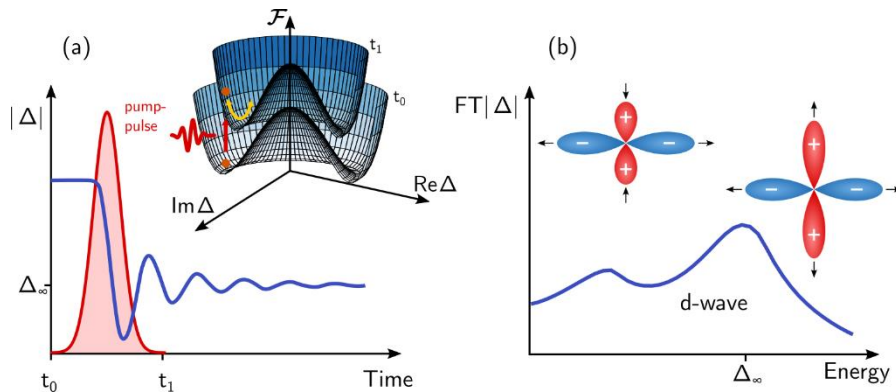 (a)
𝓕
t₁
t₀
pump-
pulse
|Δ|
Im Δ
Re Δ
Δ∞
t₀
t₁
Time
(b)
FT|Δ|
+
−
−
+
+
−
−
+
d-wave
Δ∞
Energy